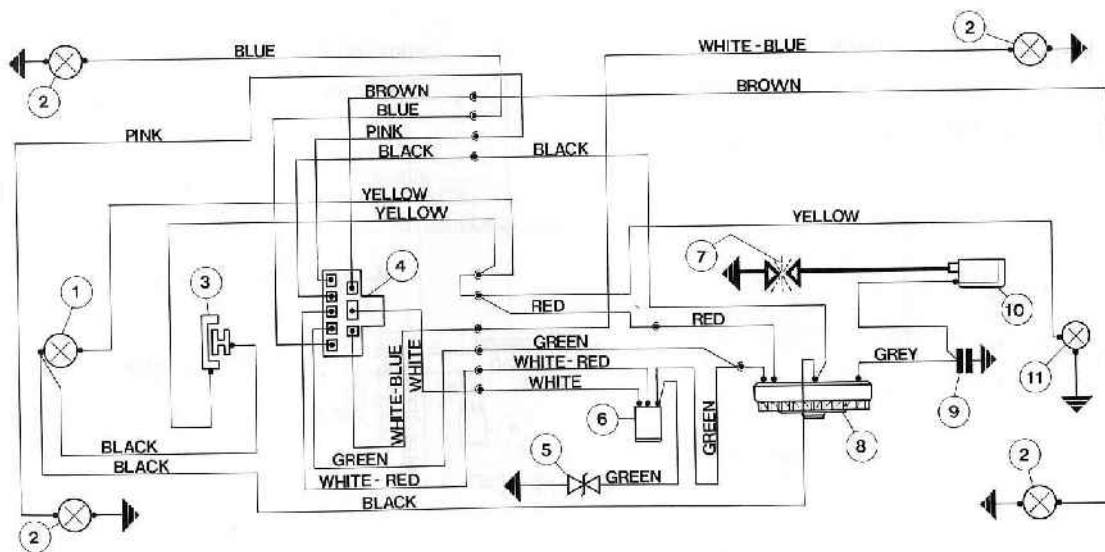 2
BLUE
WHITE-BLUE
2
BROWN
BROWN
BLUE
PINK
PINK
BLACK
BLACK
YELLOW
YELLOW
YELLOW
7
4
1
3
RED
RED
10
GREEN
WHITE-RED
WHITE
GREY
WHITE-BLUE
WHITE
6
11
9
8
GREEN
BLACK
BLACK
GREEN
WHITE-RED
BLACK
5
GREEN
2
2